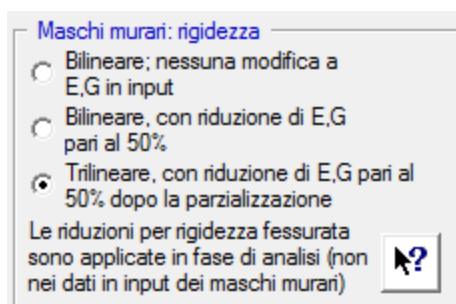 Maschi murari: rigidezza
Bilineare; nessuna modifica a
E,G in input
Bilineare, con riduzione di E,G
pari al 50%
Trilineare, con riduzione di E,G pari al
50% dopo la parzializzazione
Le riduzioni per rigidezza fessurata
sono applicate in fase di analisi (non
nei dati in input dei maschi murari)
?